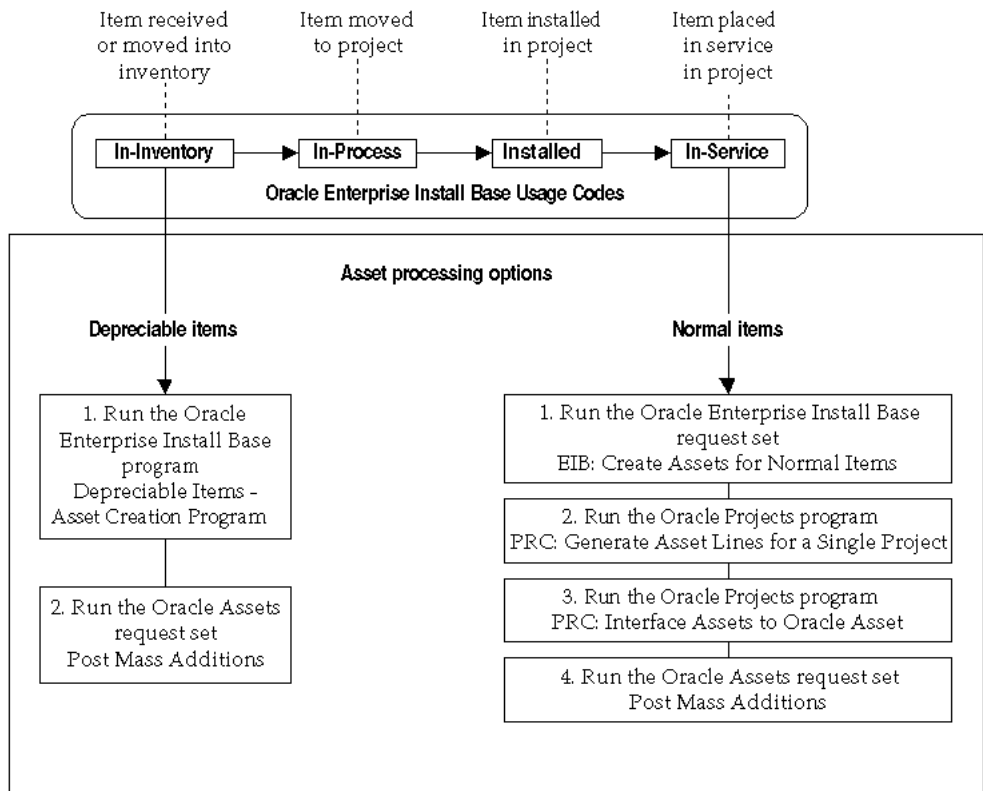 Item received
or moved into
inventory
Item moved
to project
Item installed
in project
Item placed
in service
in project
In-Inventory
In-Process
Installed
In-Service
Oracle Enterprise Install Base Usage Codes
Asset processing options
Depreciable items
Normal items
1. Run the Oracle
Enterprise Install Base
program
Depreciable Items -
Asset Creation Program
2. Run the Oracle Assets
request set
Post Mass Additions
1. Run the Oracle Enterprise Install Base
request set
EIB: Create Assets for Normal Items
2. Run the Oracle Projects program
PRC: Generate Asset Lines for a Single Project
3. Run the Oracle Projects program
PRC: Interface Assets to Oracle Asset
4. Run the Oracle Assets request set
Post Mass Additions